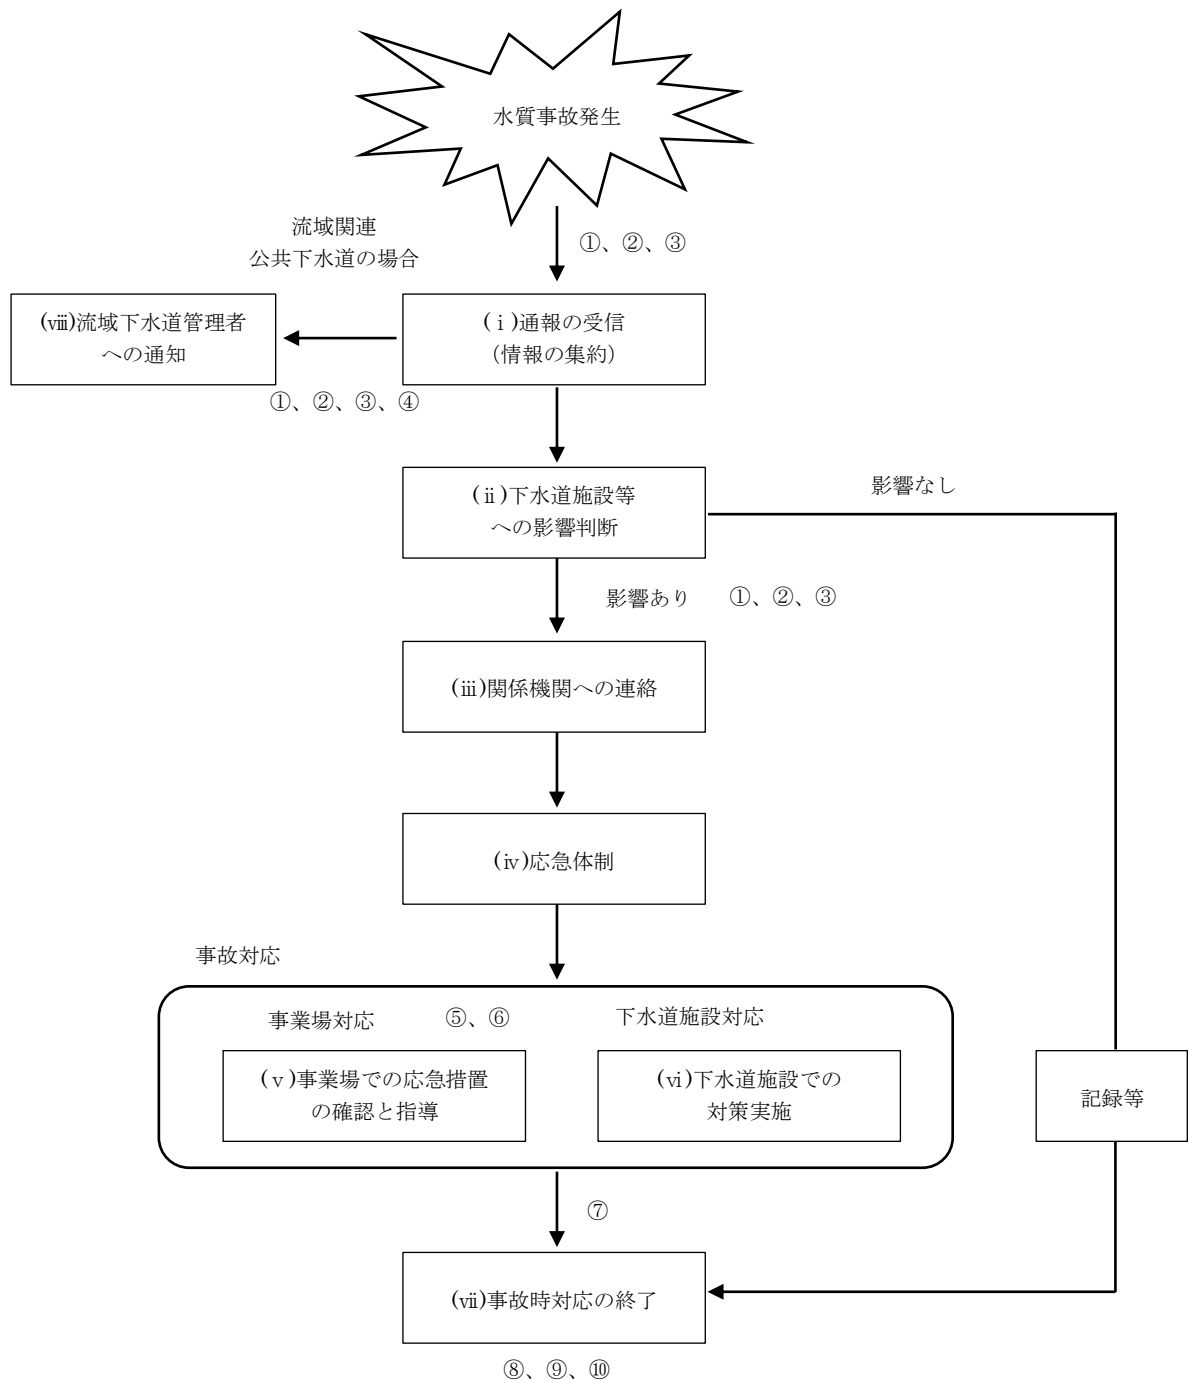 水質事故発生
流域関連
公共下水道の場合
①、②、③
(ⅷ)流域下水道管理者
への通知
(ⅰ)通報の受信
(情報の集約)
①、②、③、④
(ⅱ)下水道施設等
への影響判断
影響なし
影響あり　①、②、③
(ⅲ)関係機関への連絡
(ⅳ)応急体制
事故対応
事業場対応
⑤、⑥
下水道施設対応
(ⅴ)事業場での応急措置
の確認と指導
(ⅵ)下水道施設での
対策実施
記録等
⑦
(ⅶ)事故時対応の終了
⑧、⑨、⑩